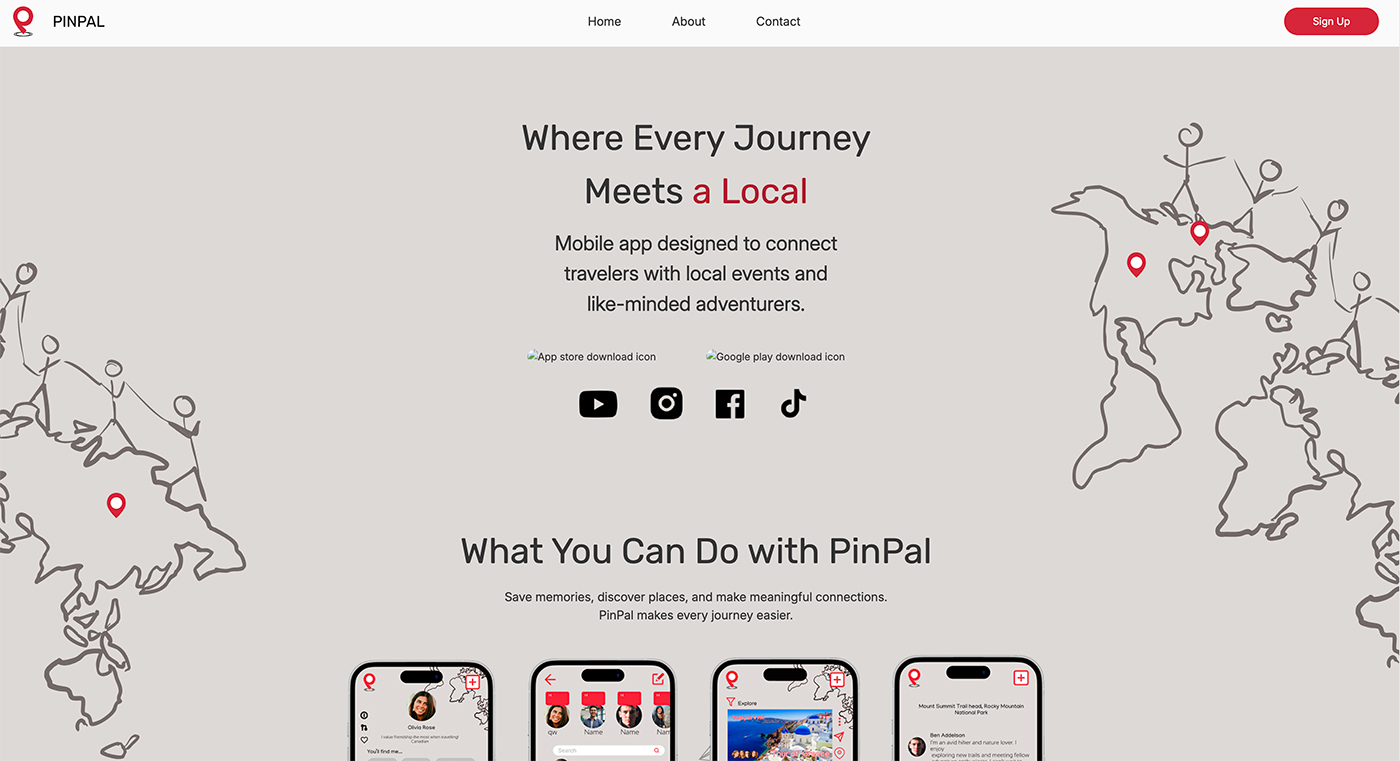 PINPAL
Home
About
Contact
Sign Up
Where Every Journey
Meets a Local
Mobile app designed to connect
travelers with local events and
like-minded adventurers.
App store download icon
Google play download icon
What You Can Do with PinPal
Save memories, discover places, and make meaningful connections.
PinPal makes every journey easier.
Olivia Rose
I value friendship the most when travelling!
Canadian
You'll find me...
qw
Name
Name
Nam
Search
Explore
Mount Summit Trail head, Rocky Mountain
National Park
Ben Addelson
I'm an avid hiker and nature lover. I
enjoy
exploring new trails and meeting fellow